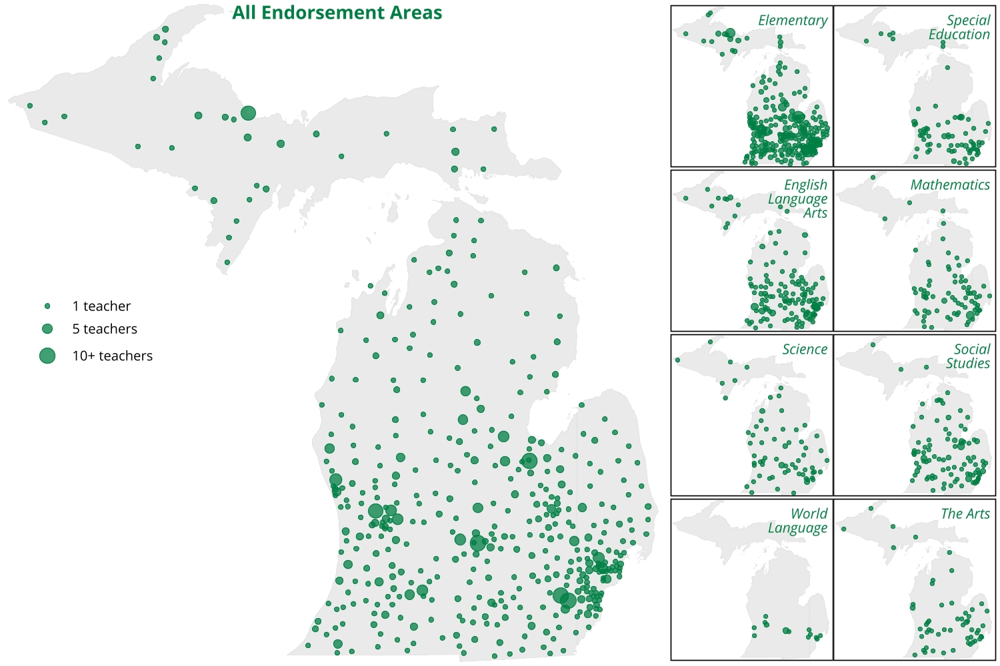 All Endorsement Areas
1 teacher
5 teachers
10+ teachers
Elementary
Special
Education
English
Language
Arts
Mathematics
Science
Social
Studies
World
Language
The Arts